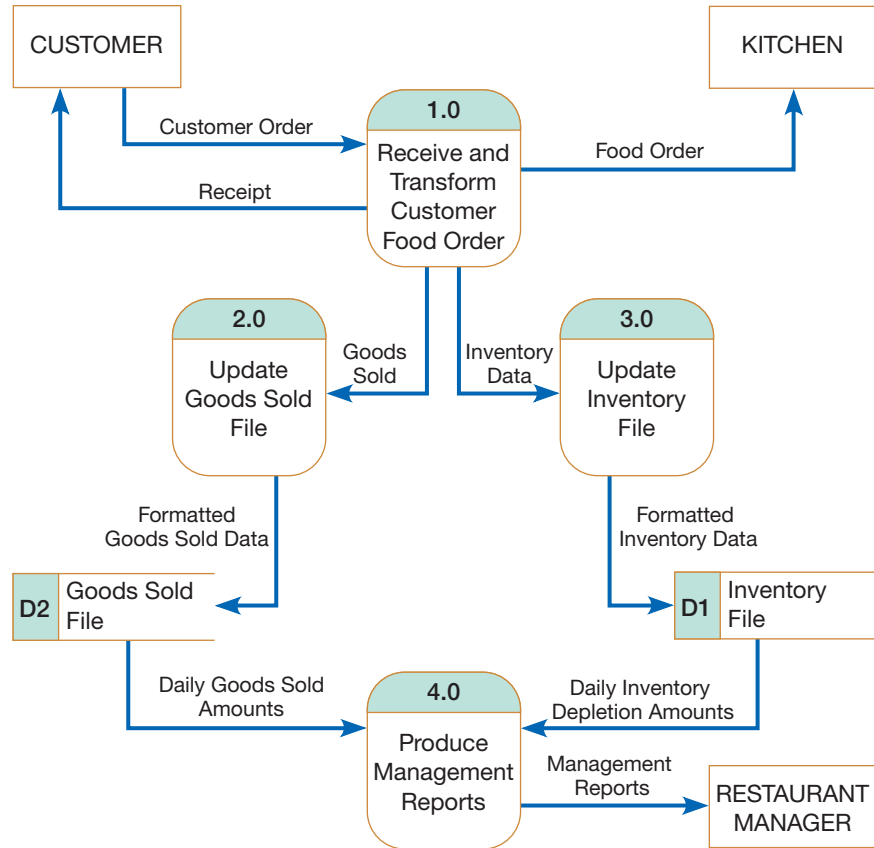 CUSTOMER
KITCHEN
1.0
Customer Order
Receive and
Transform
Customer
Food Order
Food Order
Receipt
2.0
3.0
Goods
Sold
Inventory
Data
Update
Goods Sold
File
Update
Inventory
File
Formatted
Goods Sold Data
Formatted
Inventory Data
D2
Goods Sold
File
D1
Inventory
File
Daily Goods Sold
Amounts
4.0
Daily Inventory
Depletion Amounts
Produce
Management
Reports
Management
Reports
RESTAURANT
MANAGER